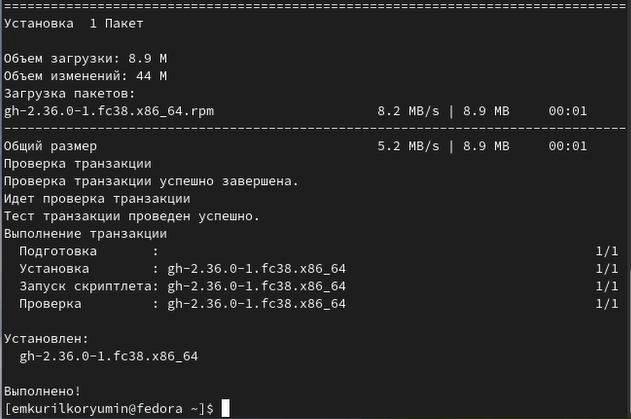 ================================================================================
Установка  1 Пакет

Объем загрузки: 8.9 M
Объем изменений: 44 M
Загрузка пакетов:
gh-2.36.0-1.fc38.x86_64.rpm                     8.2 MB/s | 8.9 MB     00:01
--------------------------------------------------------------------------------
Общий размер                                    5.2 MB/s | 8.9 MB     00:01
Проверка транзакции
Проверка транзакции успешно завершена.
Идет проверка транзакции
Тест транзакции проведен успешно.
Выполнение транзакции
  Подготовка       :                                                        1/1
  Установка        : gh-2.36.0-1.fc38.x86_64                                1/1
  Запуск скриптлета: gh-2.36.0-1.fc38.x86_64                                1/1
  Проверка         : gh-2.36.0-1.fc38.x86_64                                1/1

Установлен:
  gh-2.36.0-1.fc38.x86_64

Выполнено!
[emkurilkoryumin@fedora ~]$